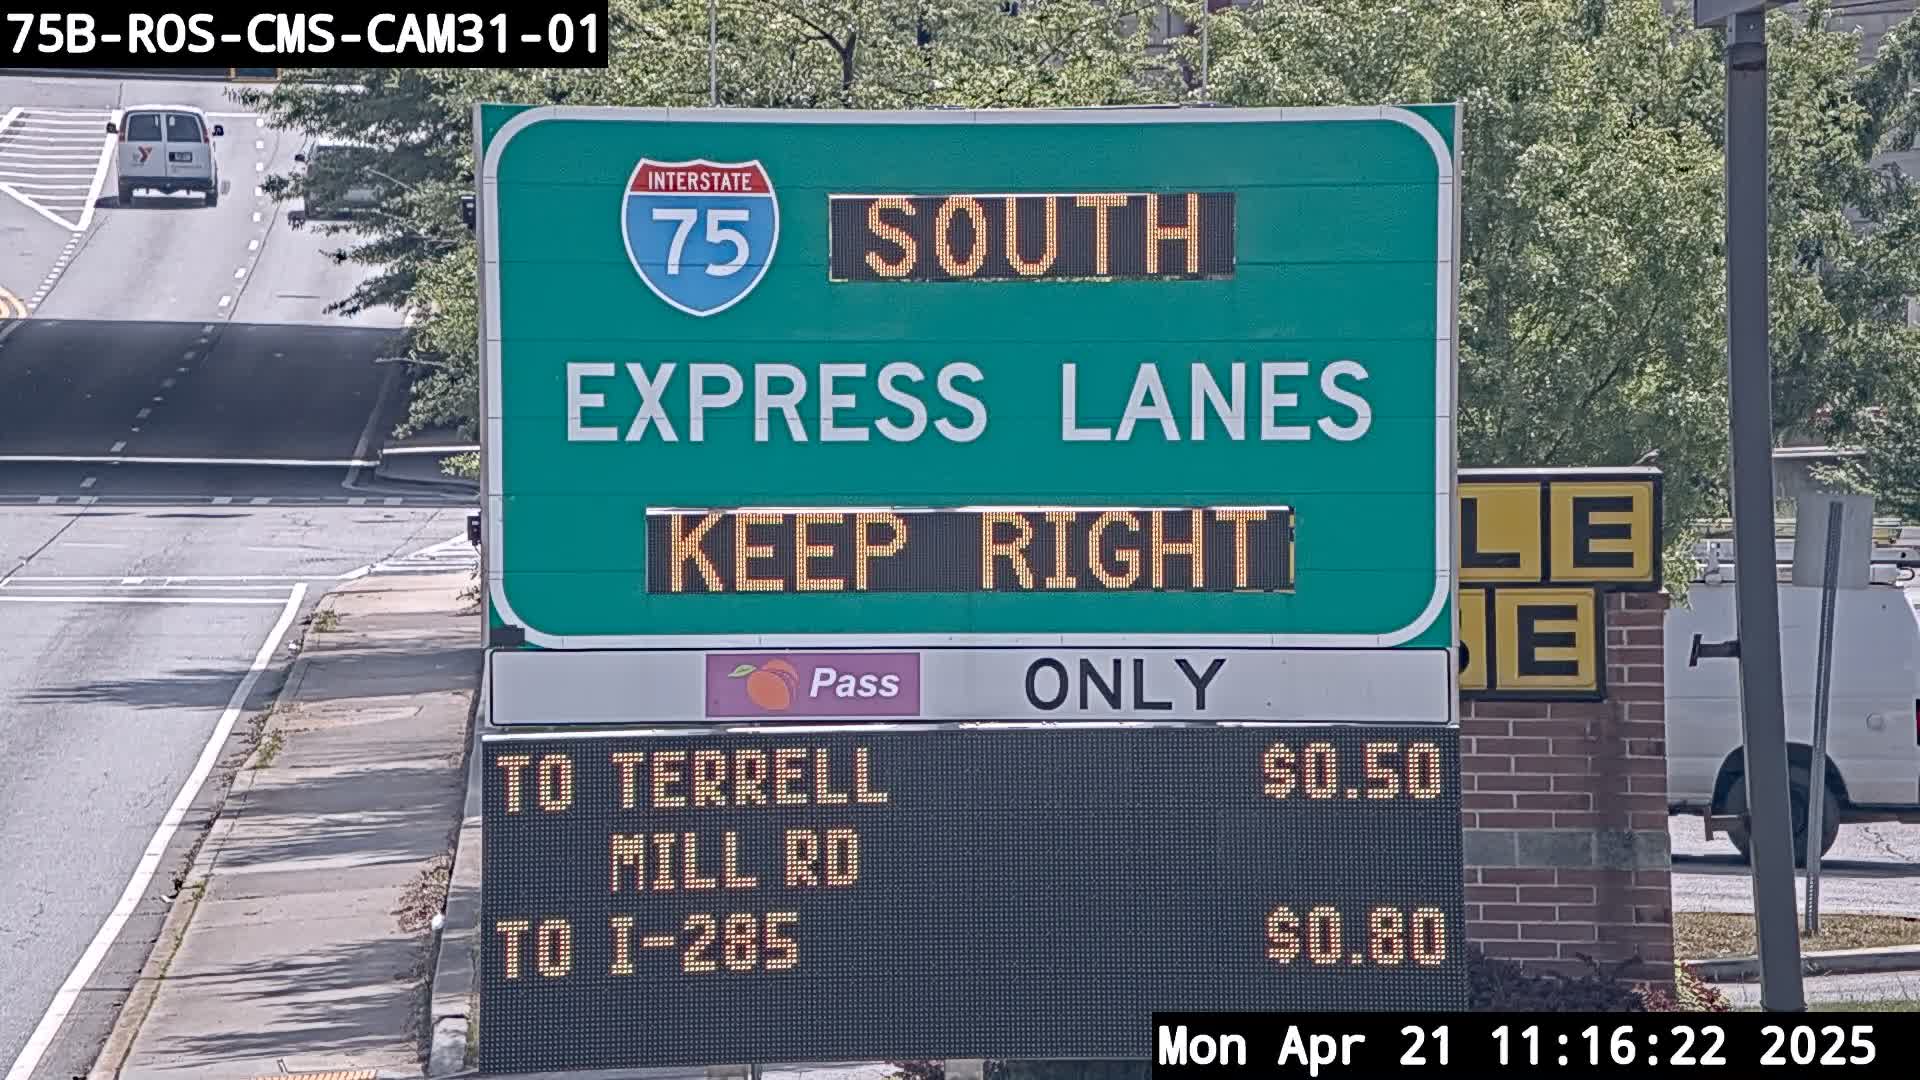 75B-ROS-CMS-CAM31-01
INTERSTATE
75
SOUTH
EXPRESS LANES
KEEP RIGHT
Pass ONLY
TO TERRELL $0.50
MILL RD
TO I-285 $0.80
LE
E
Mon Apr 21 11:16:22 2025